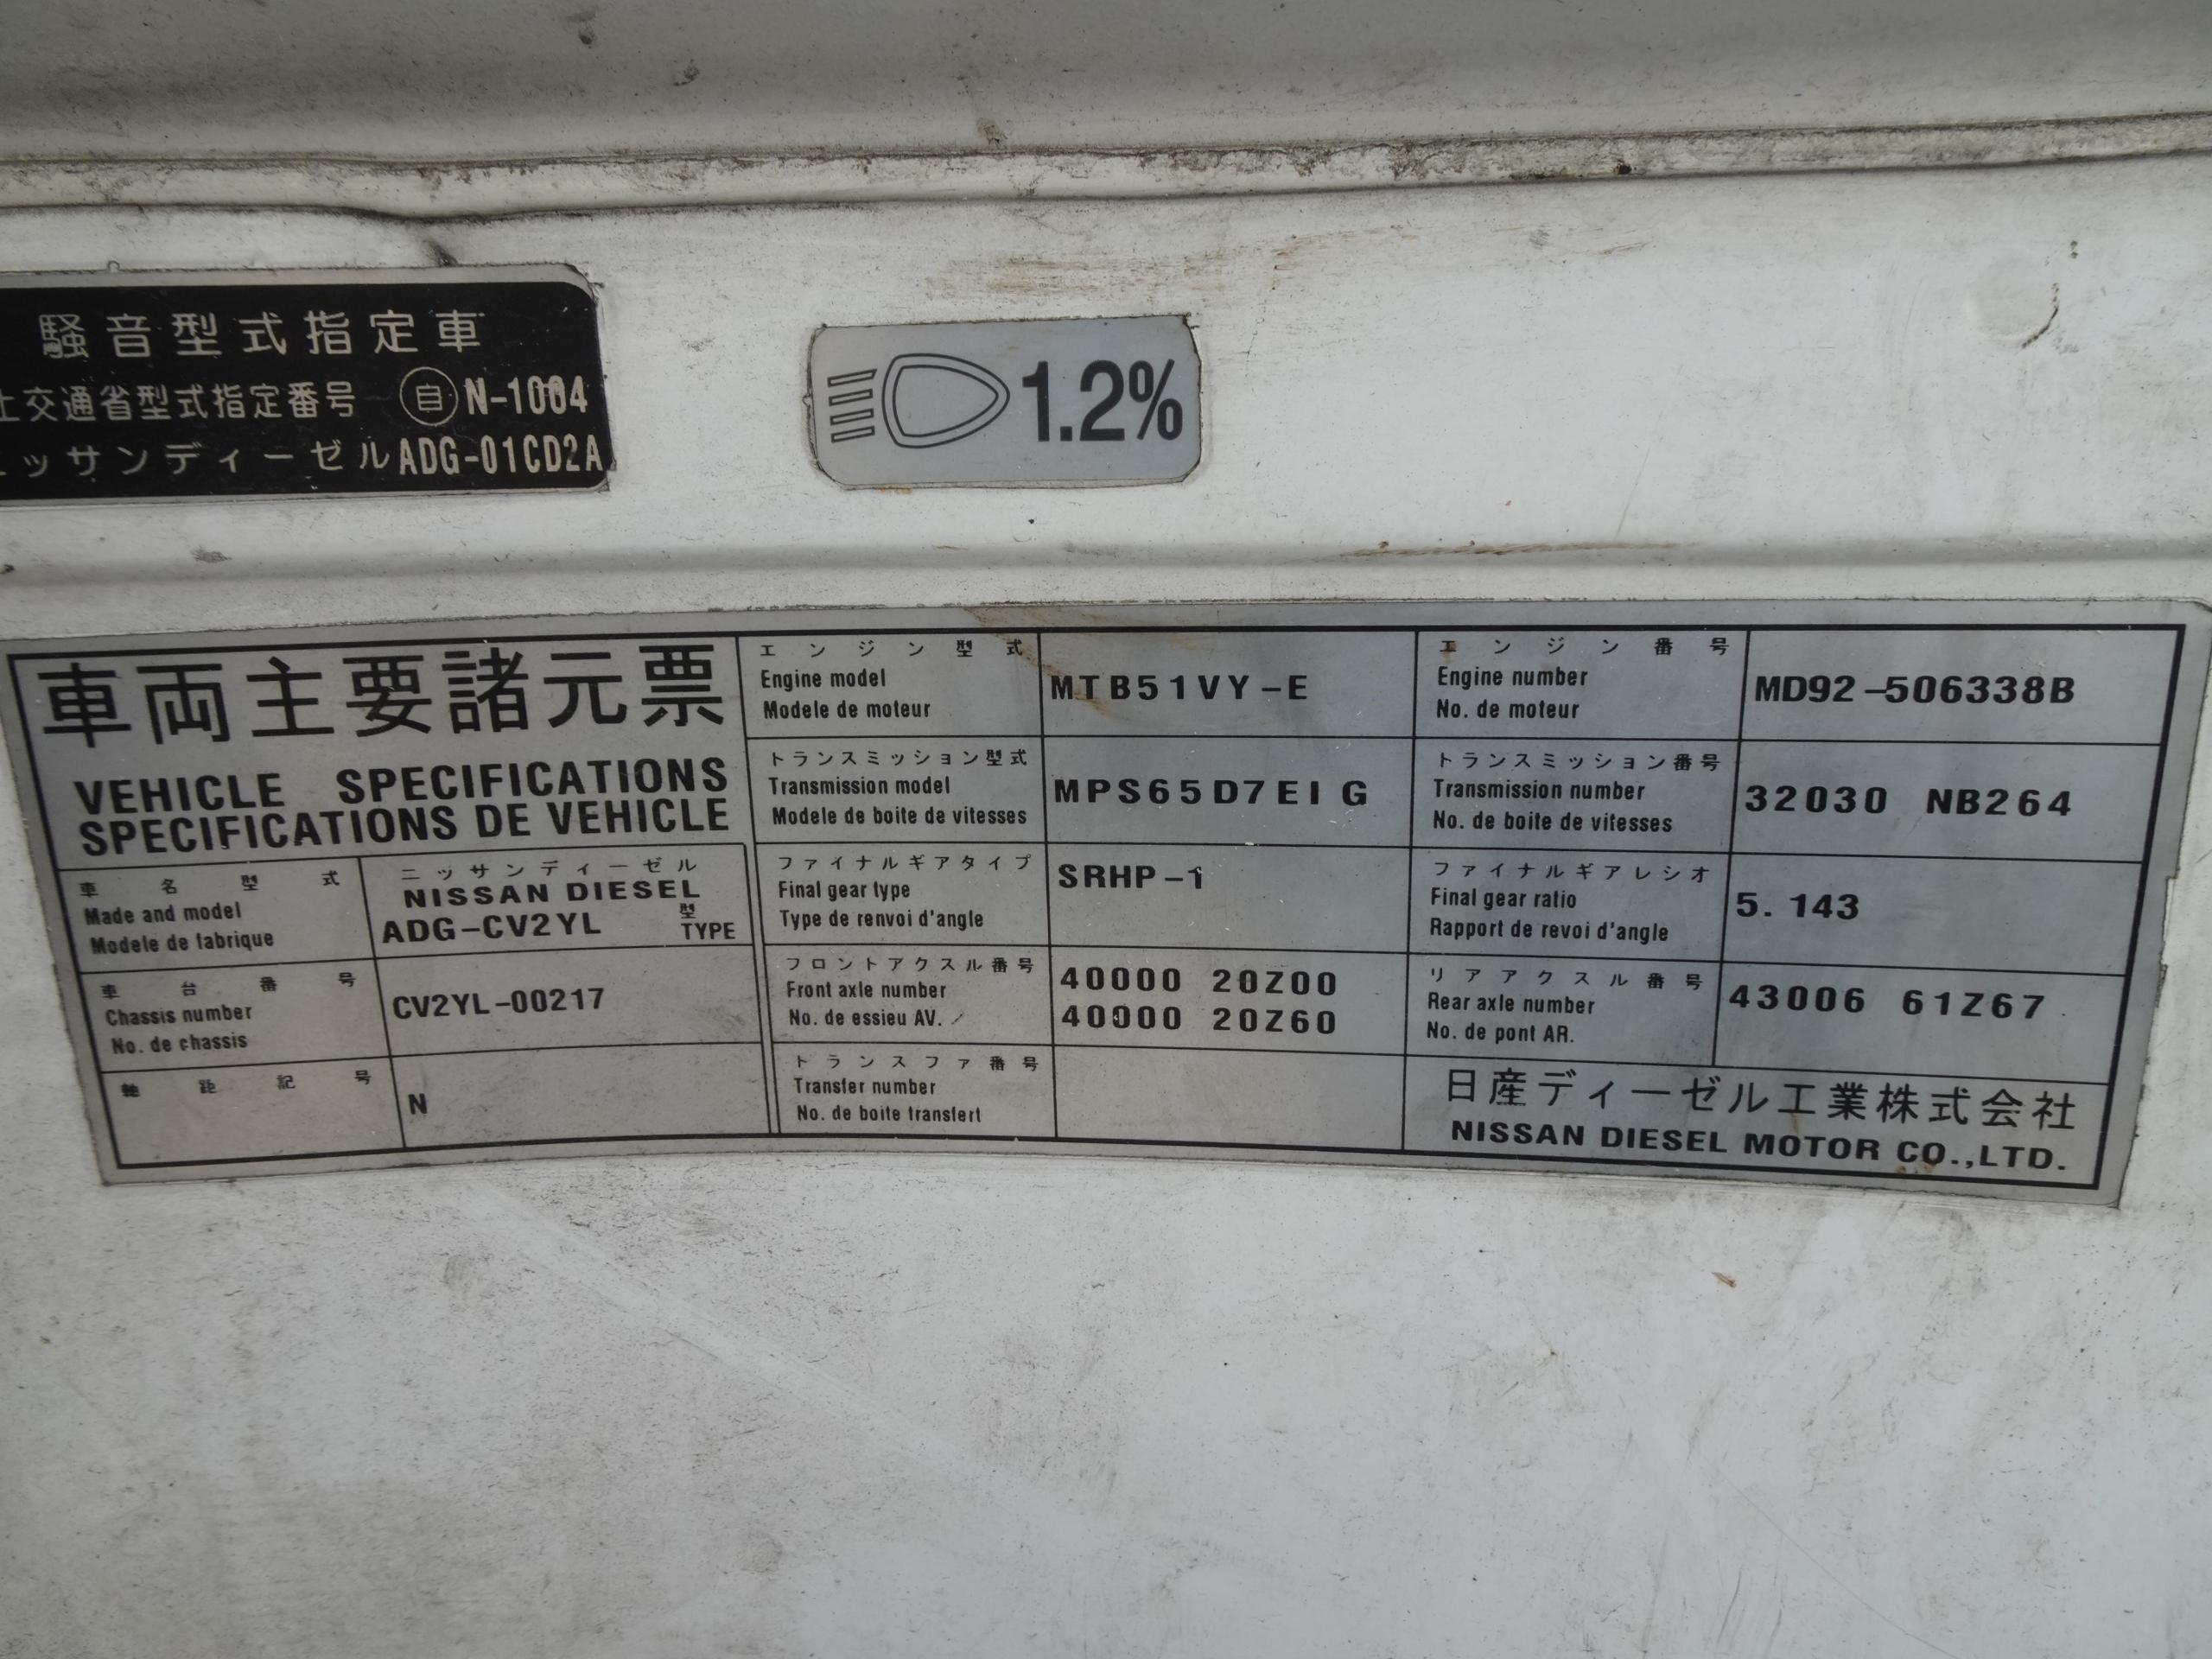 騒音型式指定車
土交通省型式指定番号 自 N-1004
ニッサンディーゼル ADG-01CD2A
1.2%
車両主要諸元票
VEHICLE SPECIFICATIONS
SPECIFICATIONS DE VEHICLE
車名型式
Made and model
Modele de fabrique
ニッサンディーゼル
NISSAN DIESEL
ADG-CV2YL 型 TYPE
車台番号
Chassis number
No. de chassis
CV2YL-00217
軸距記号
N
エンジン型式
Engine model
Modele de moteur
MTB51VY-E
エンジン番号
Engine number
No. de moteur
MD92-506338B
トランスミッション型式
Transmission model
Modele de boite de vitesses
MPS65D7EI G
トランスミッション番号
Transmission number
No. de boite de vitesses
32030 NB264
ファイナルギアタイプ
Final gear type
Type de renvoi d'angle
SRHP-1
ファイナルギアレシオ
Final gear ratio
Rapport de revoi d'angle
5. 143
フロントアクスル番号
Front axle number
No. de essieu AV.
40000 20Z00
40000 20Z60
リアアクスル番号
Rear axle number
No. de pont AR.
43006 61Z67
トランスファ番号
Transfer number
No. de boite transfert
日産ディーゼル工業株式会社
NISSAN DIESEL MOTOR CO.,LTD.